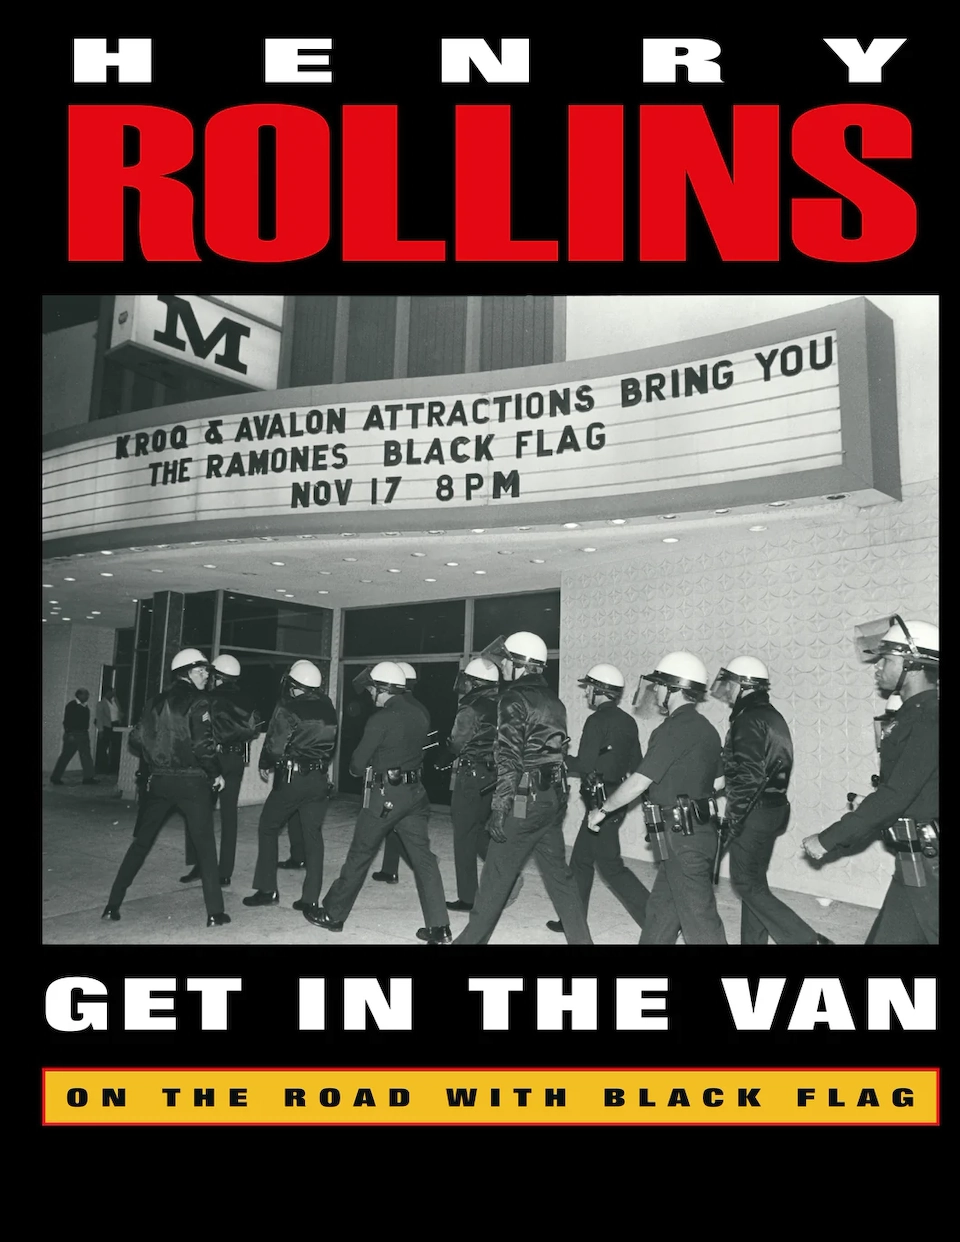 HENRY
ROLLINS
M
KROQ & AVALON ATTRACTIONS BRING YOU
THE RAMONES BLACK FLAG
NOV 17 8PM
GET IN THE VAN
ON THE ROAD WITH BLACK FLAG